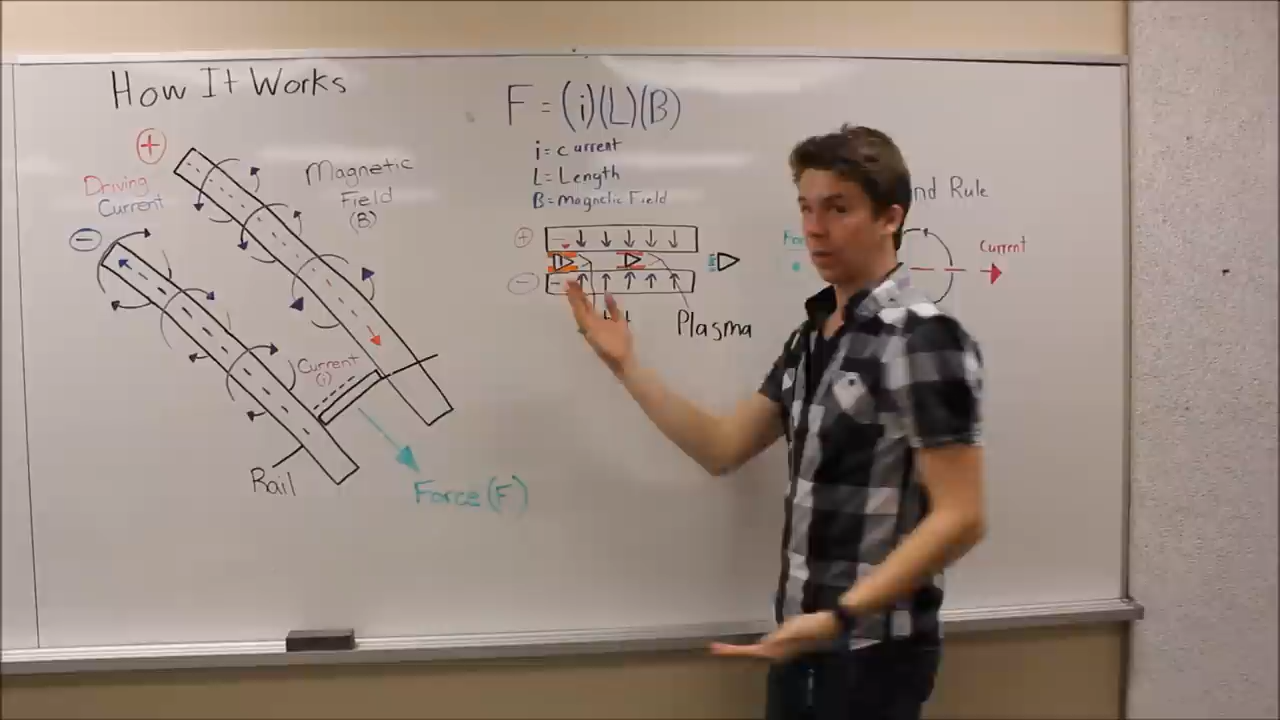 How It Works
+
Driving
Current
−
Magnetic
Field
(B)
Current
(i)
Rail
Force (F)
F = (i)(L)(B)
i = current
L = Length
B = Magnetic Field
+
−
Plasma
nd Rule
Current